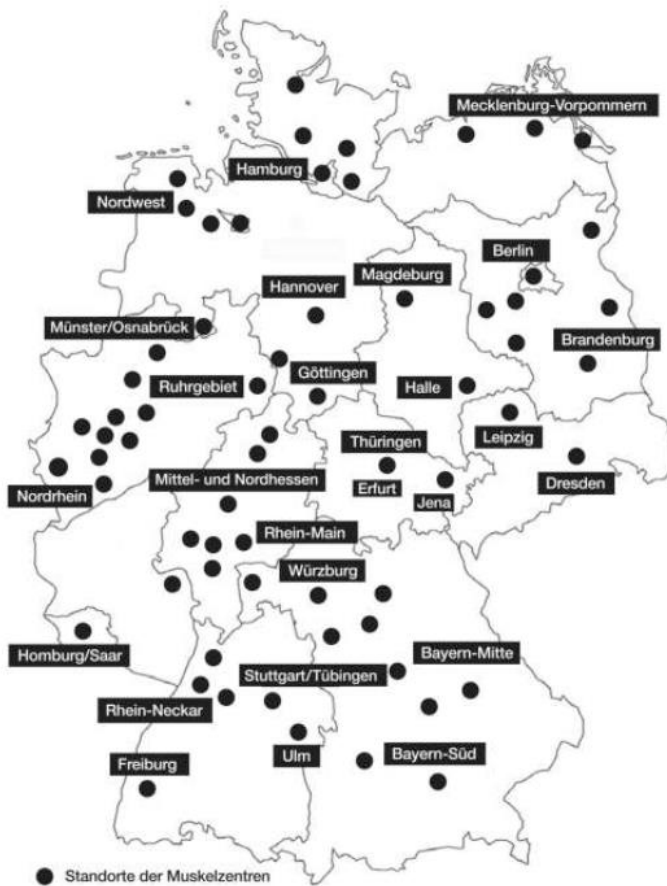 Mecklenburg-Vorpommern
Hamburg
Nordwest
Berlin
Magdeburg
Hannover
Münster/Osnabrück
Brandenburg
Göttingen
Ruhrgebiet
Halle
Leipzig
Thüringen
Dresden
Mittel- und Nordhessen
Erfurt
Nordrhein
Jena
Rhein-Main
Würzburg
Homburg/Saar
Bayern-Mitte
Stuttgart/Tübingen
Rhein-Neckar
Ulm
Bayern-Süd
Freiburg
Standorte der Muskelzentren